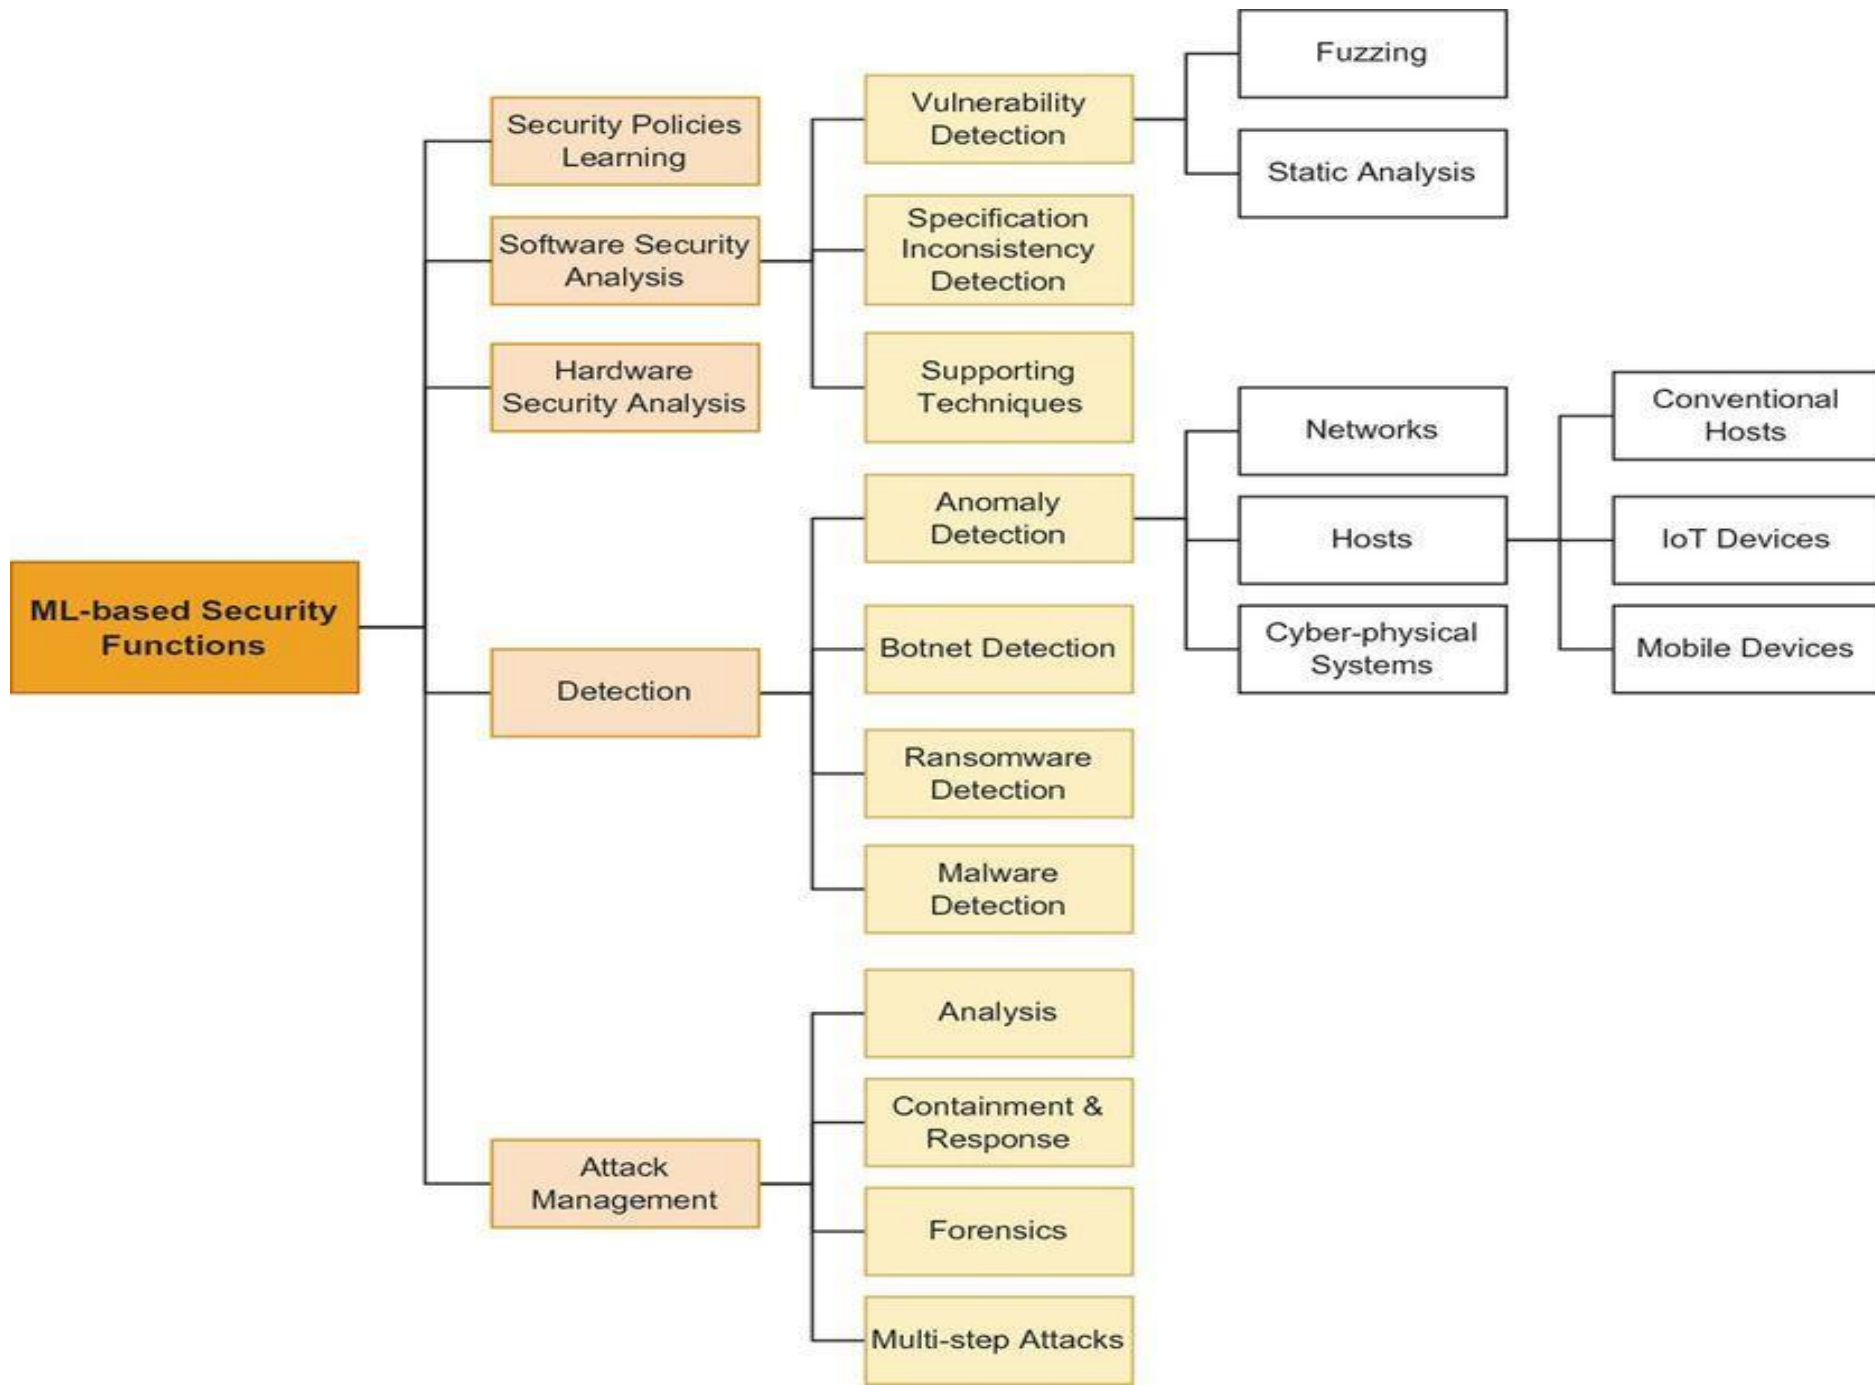 ML-based Security
Functions
Security Policies
Learning
Software Security
Analysis
Hardware
Security Analysis
Detection
Attack
Management
Vulnerability
Detection
Specification
Inconsistency
Detection
Supporting
Techniques
Anomaly
Detection
Botnet Detection
Ransomware
Detection
Malware
Detection
Analysis
Containment &
Response
Forensics
Multi-step Attacks
Fuzzing
Static Analysis
Networks
Hosts
Cyber-physical
Systems
Conventional
Hosts
IoT Devices
Mobile Devices